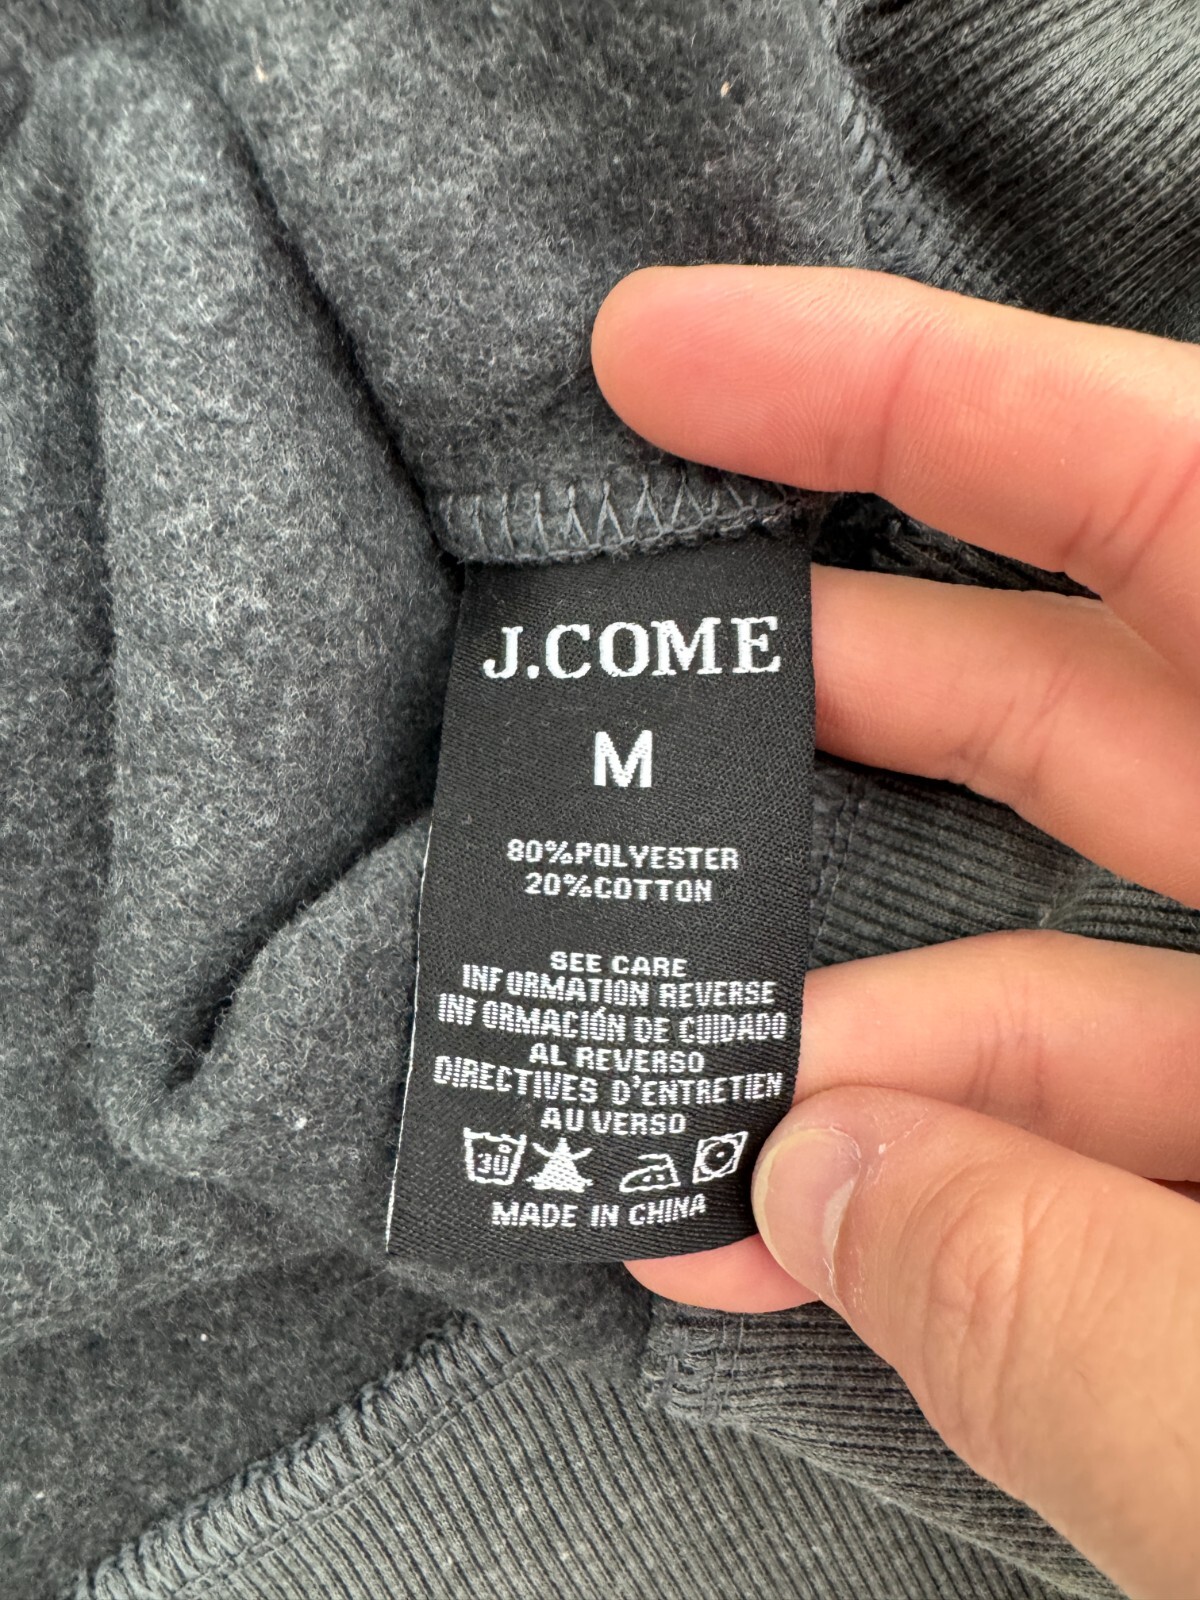 J.COME
M
80%POLYESTER
20%COTTON
SEE CARE
INFORMATION REVERSE
INFORMACIÓN DE CUIDADO
AL REVERSO
DIRECTIVES D'ENTRETIEN
AU VERSO
30°
MADE IN CHINA